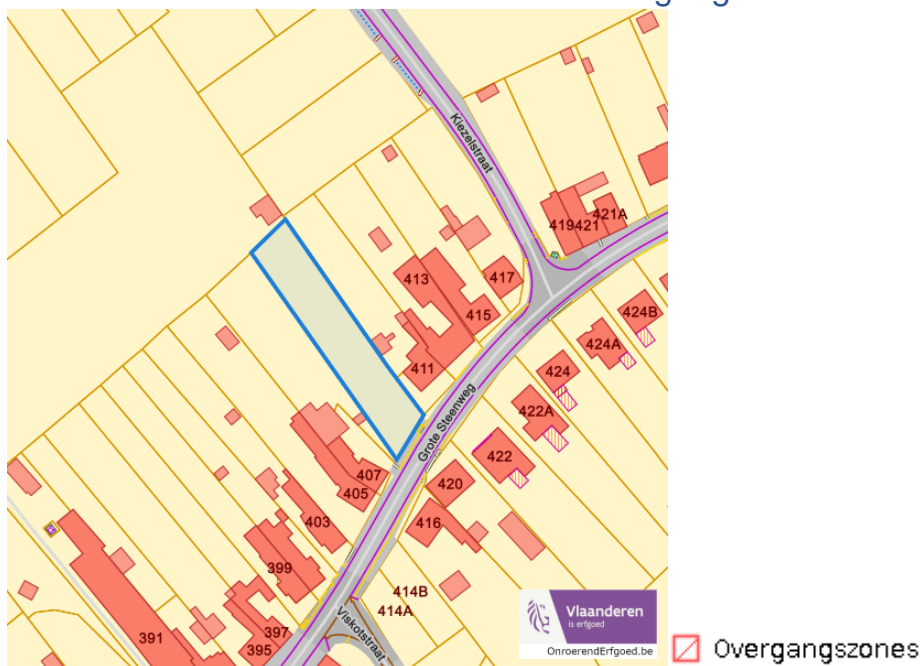 Kiezelstraat
421A
419 421
413
417
415
424B
424A
411
424
Grote Steenweg
422A
422
407
420
405
403
416
399
414B
414A
Viskotstraat
397
395
391
Vlaanderen
is erfgoed
OnroerendErfgoed.be
Overgangszones